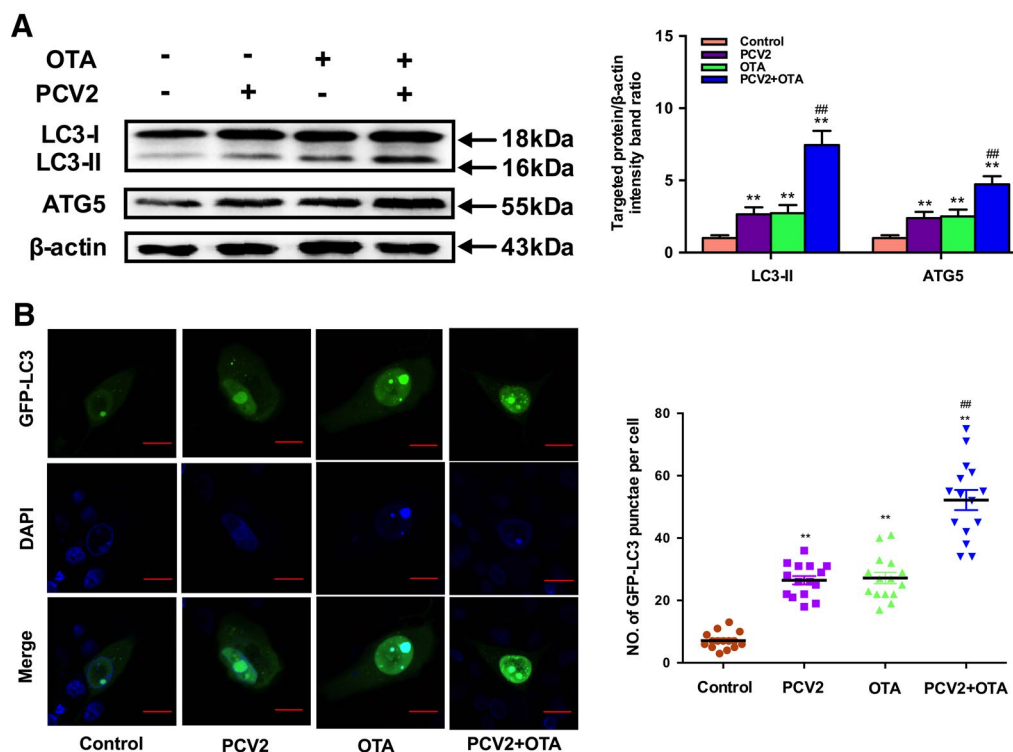 A
OTA - - + +
PCV2 - + - +
LC3-I
18kDa
LC3-II
16kDa
ATG5
55kDa
β-actin
43kDa
Targeted protein/β-actin
intensity band ratio
15
10
5
0
Control
PCV2
OTA
PCV2+OTA
** ** ## **
** ** ## **
LC3-II ATG5
B
GFP-LC3
DAPI
Merge
Control PCV2 OTA PCV2+OTA
NO. of GFP-LC3 punctae per cell
80
60
40
20
0
**
**
##
**
Control PCV2 OTA PCV2+OTA